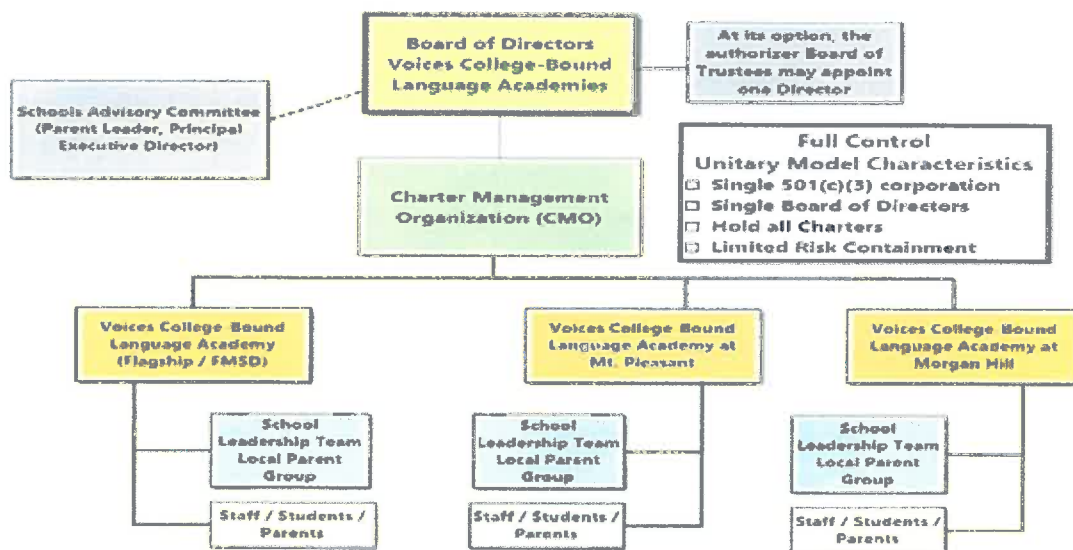 Board of Directors
Voices College-Bound
Language Academies
At its option, the
authorizer Board of
Trustees may appoint
one Director
Schools Advisory Committee
(Parent Leader, Principal
Executive Director)
Full Control
Unitary Model Characteristics
☐ Single 501(c)(3) corporation
☐ Single Board of Directors
☐ Hold all Charters
☐ Limited Risk Containment
Charter Management
Organization (CMO)
Voices College-Bound
Language Academy
(Flagship / FMSD)
Voices College-Bound
Language Academy at
Mt. Pleasant
Voices College-Bound
Language Academy at
Morgan Hill
School
Leadership Team
Local Parent
Group
School
Leadership Team
Local Parent
Group
School
Leadership Team
Local Parent
Group
Staff / Students /
Parents
Staff / Students /
Parents
Staff / Students /
Parents